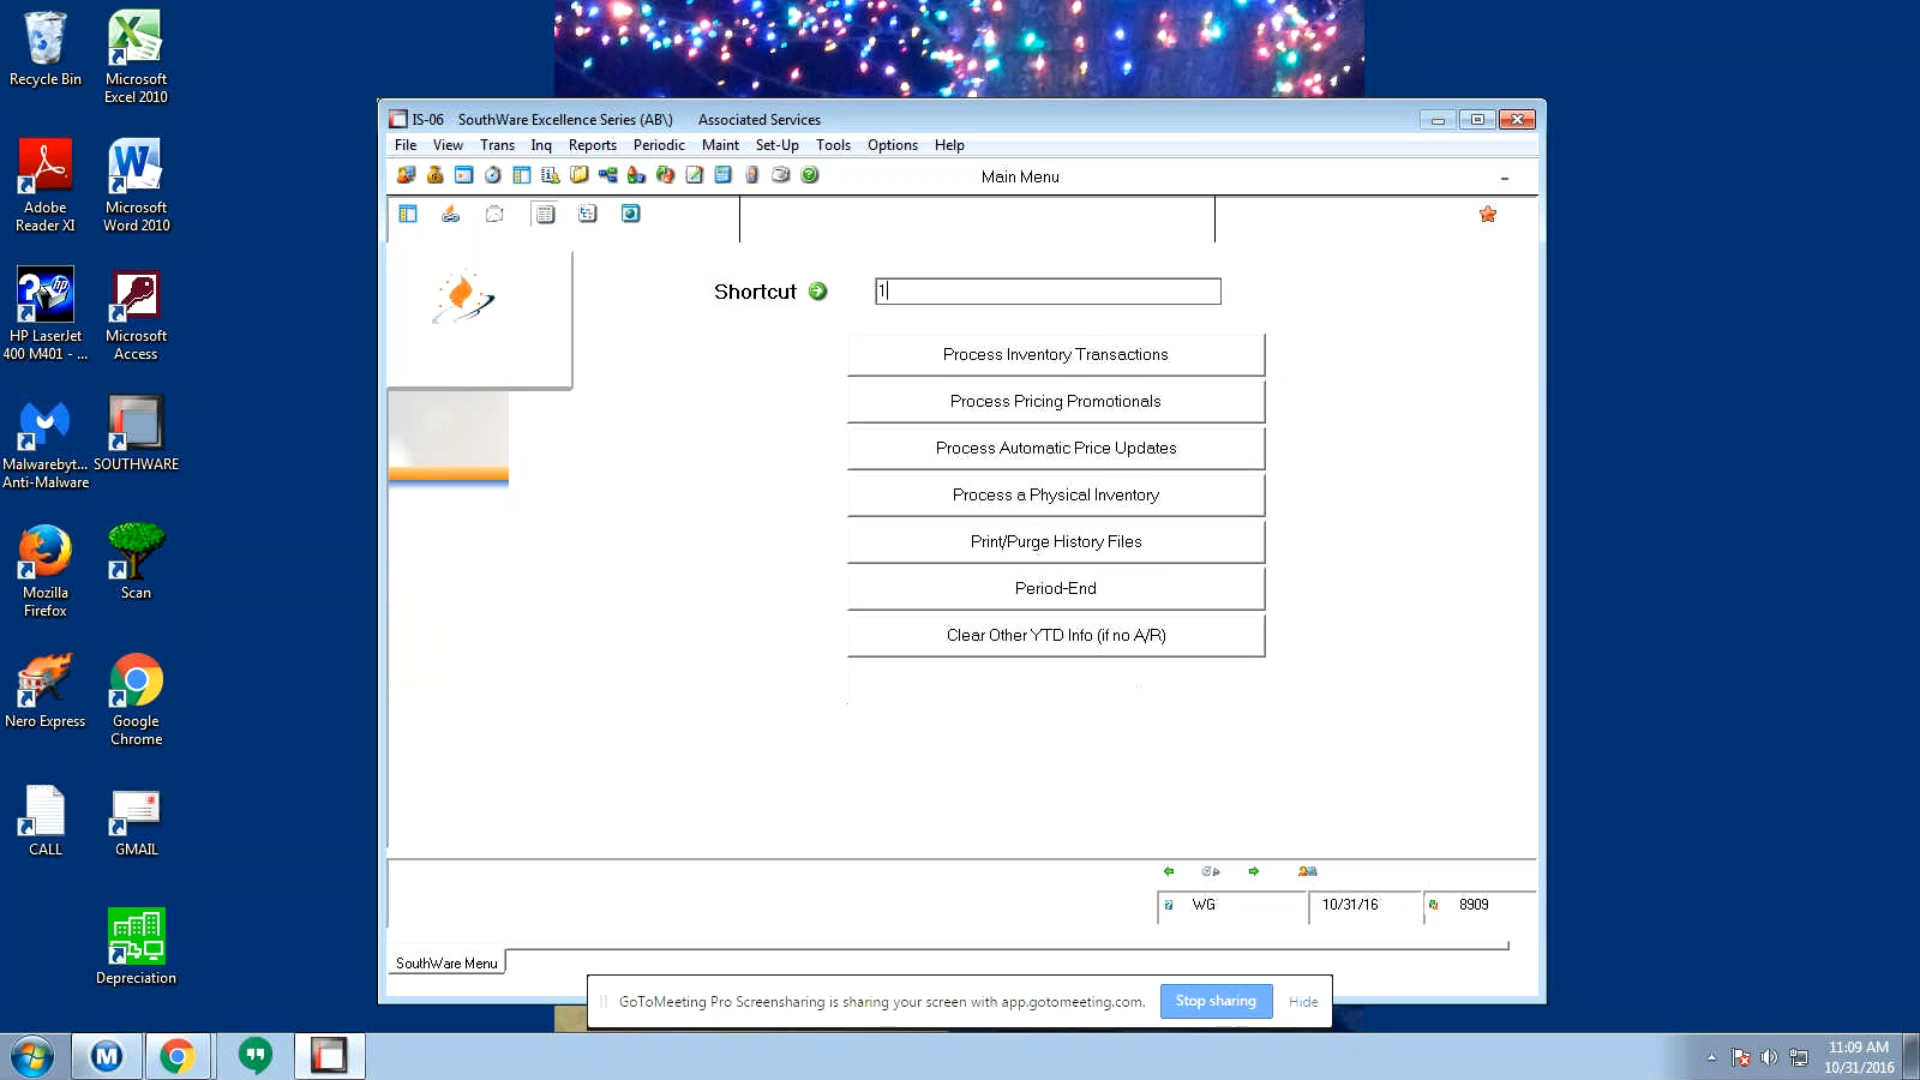 Recycle Bin
Microsoft
Excel 2010
Adobe
Reader XI
Microsoft
Word 2010
HP LaserJet
400 M401 - ...
Microsoft
Access
Malwarebyt...
Anti-Malware
SOUTHWARE
Mozilla
Firefox
Scan
Nero Express
Google
Chrome
CALL
GMAIL
Depreciation
IS-06 SouthWare Excellence Series (AB\) Associated Services
File View Trans Inq Reports Periodic Maint Set-Up Tools Options Help
Main Menu
Shortcut
1
Process Inventory Transactions
Process Pricing Promotionals
Process Automatic Price Updates
Process a Physical Inventory
Print/Purge History Files
Period-End
Clear Other YTD Info (if no A/R)
WG 10/31/16 8909
SouthWare Menu
GoToMeeting Pro Screensharing is sharing your screen with app.gotomeeting.com. Stop sharing Hide
11:09 AM
10/31/2016